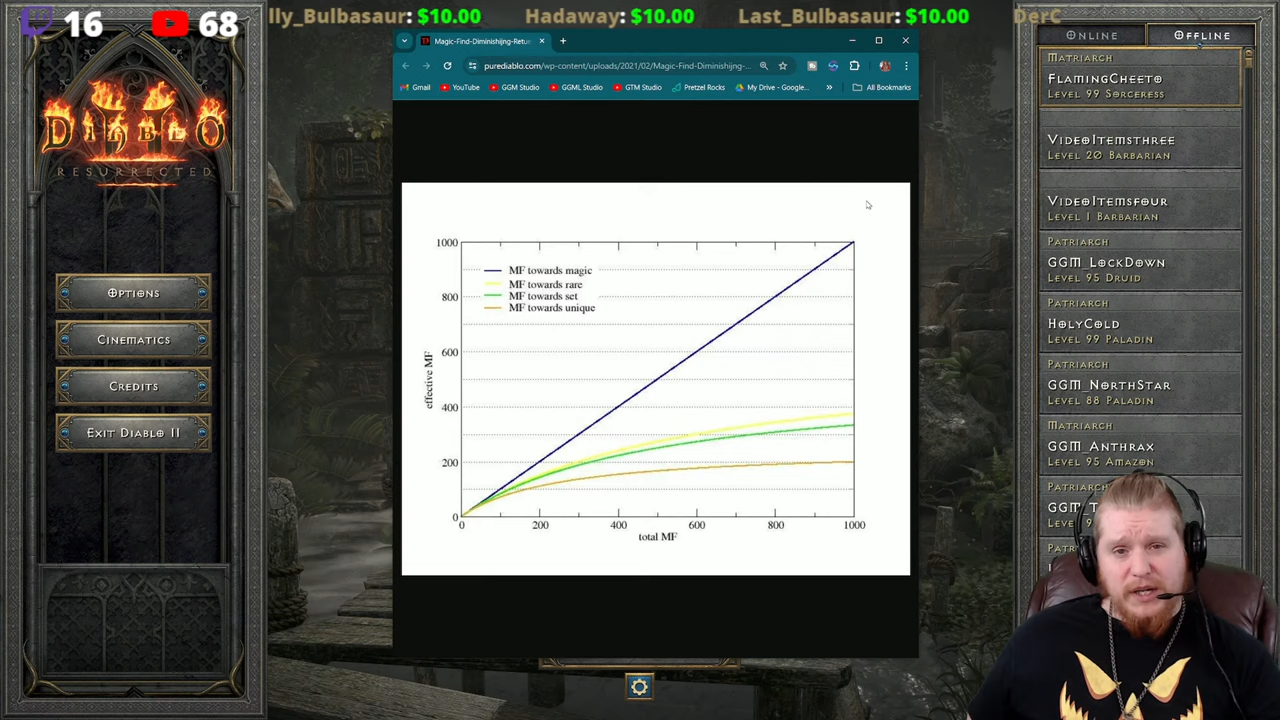 16
68
lly_Bulbasaur: $10.00 Hadaway: $10.00 Last_Bulbasaur: $10.00 DerC
DIABLO
II
RESURRECTED
Options
Cinematics
Credits
Exit Diablo II
Magic-Find-Diminishijng-Retu
purediablo.com/wp-content/uploads/2021/02/Magic-Find-Diminishijng-...
Gmail
YouTube
GGM Studio
GGML Studio
GTM Studio
Pretzel Rocks
My Drive - Google...
»
All Bookmarks
MF towards magic
MF towards rare
MF towards set
MF towards unique
effective MF
1000
800
600
400
200
0
0 200 400 600 800 1000
total MF
Online
Offline
Matriarch
FlamingCheeto
Level 99 Sorceress
VideoItemsThree
Level 20 Barbarian
VideoItemsFour
Level 1 Barbarian
Patriarch
GGM_LockDown
Level 95 Druid
Patriarch
HolyCold
Level 99 Paladin
Patriarch
GGM_NorthStar
Level 88 Paladin
Matriarch
GGM_Anthrax
Level 95 Amazon
Patriarch
GGM_T